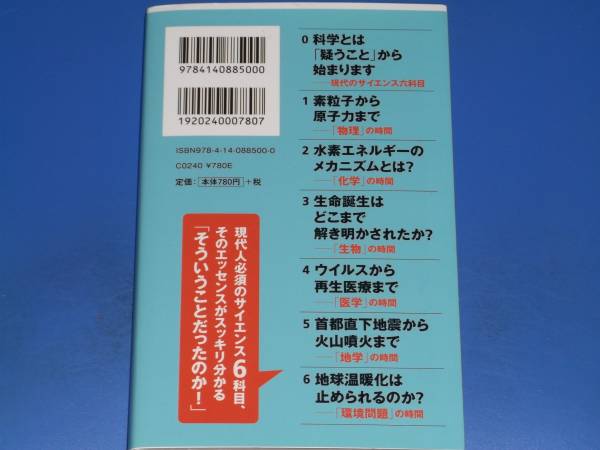 9784140885000
1920240007807
ISBN978-4-14-088500-0
C0240 ¥780E
定価：本体780円＋税
現代人必須のサイエンス6科目、
そのエッセンスがスッキリ分かる
「そういうことだったのか！」
0 科学とは
「疑うこと」から
始まります
——現代のサイエンス六科目
1 素粒子から
原子力まで
——「物理」の時間
2 水素エネルギーの
メカニズムとは？
——「化学」の時間
3 生命誕生は
どこまで
解き明かされたか？
——「生物」の時間
4 ウイルスから
再生医療まで
——「医学」の時間
5 首都直下地震から
火山噴火まで
——「地学」の時間
6 地球温暖化は
止められるのか？
——「環境問題」の時間